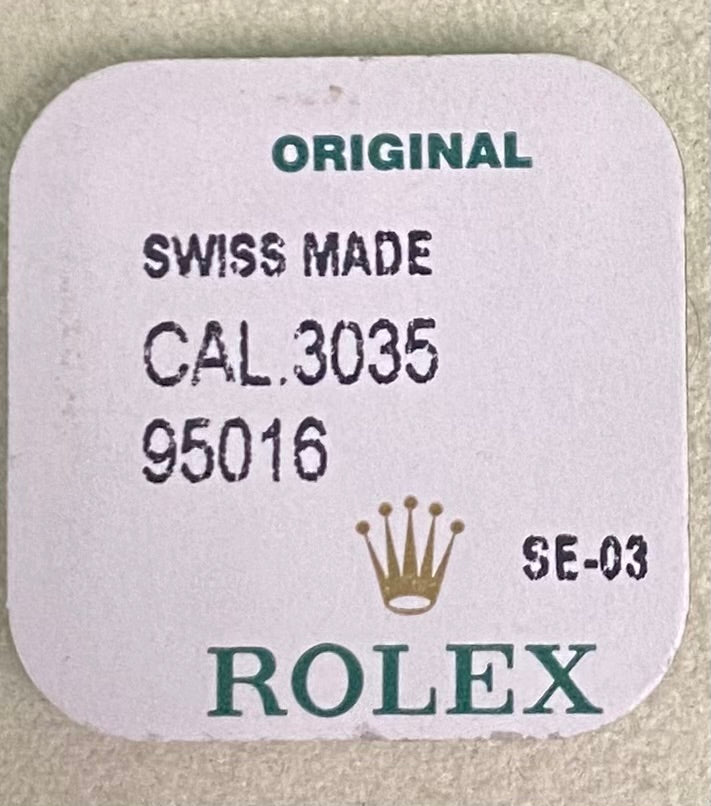 ORIGINAL
SWISS MADE
CAL.3035
95016
SE-03
ROLEX